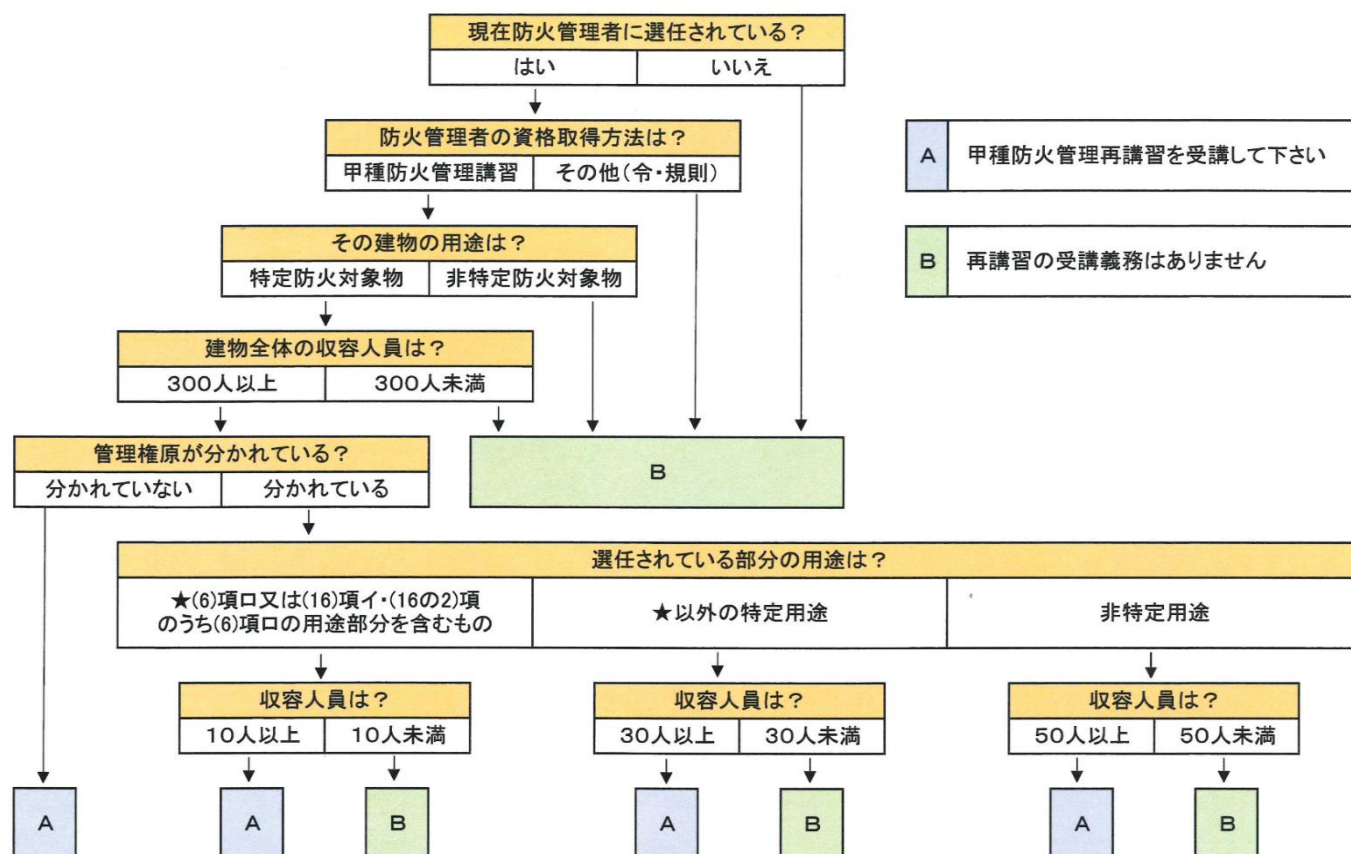 現在防火管理者に選任されている？
はい
いいえ
防火管理者の資格取得方法は？
甲種防火管理講習
その他（令・規則）
A
甲種防火管理再講習を受講して下さい
その建物の用途は？
特定防火対象物
非特定防火対象物
B
再講習の受講義務はありません
建物全体の収容人員は？
３００人以上
３００人未満
管理権原が分かれている？
分かれていない
分かれている
B
選任されている部分の用途は？
★(6)項ロ又は(16)項イ・(16の2)項
のうち(6)項ロの用途部分を含むもの
★以外の特定用途
非特定用途
収容人員は？
１０人以上
１０人未満
収容人員は？
３０人以上
３０人未満
収容人員は？
５０人以上
５０人未満
A
A
B
A
B
A
B